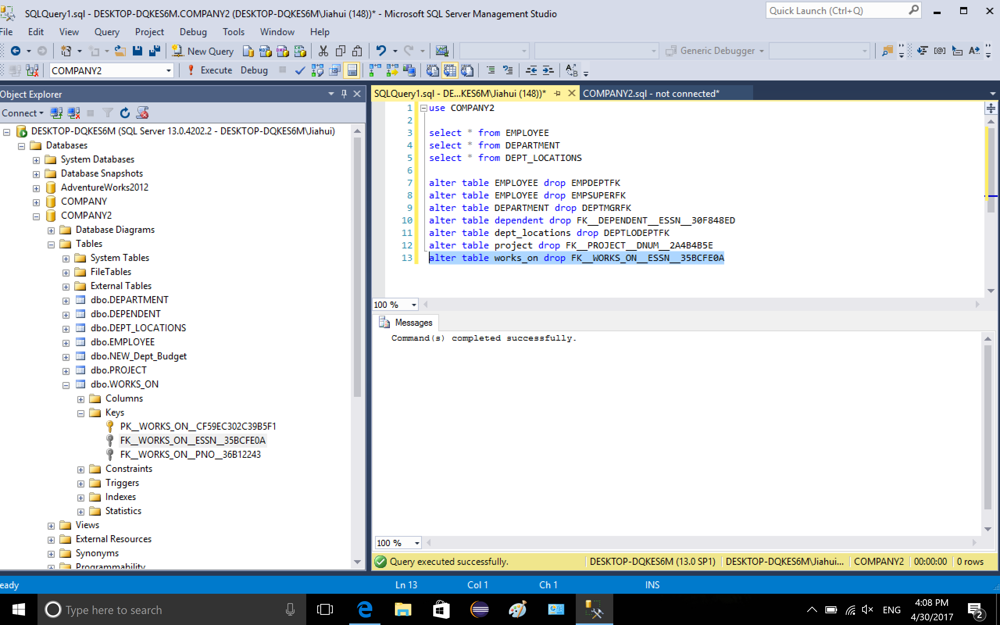 SQLQuery1.sql - DESKTOP-DQKES6M.COMPANY2 (DESKTOP-DQKES6M\Jiahui (148))* - Microsoft SQL Server Management Studio
Quick Launch (Ctrl+Q)
File Edit View Query Project Debug Tools Window Help
New Query
Generic Debugger
COMPANY2
Execute Debug
Object Explorer
Connect
DESKTOP-DQKES6M (SQL Server 13.0.4202.2 - DESKTOP-DQKES6M\Jiahui)
Databases
System Databases
Database Snapshots
AdventureWorks2012
COMPANY
COMPANY2
Database Diagrams
Tables
System Tables
FileTables
External Tables
dbo.DEPARTMENT
dbo.DEPENDENT
dbo.DEPT_LOCATIONS
dbo.EMPLOYEE
dbo.NEW_Dept_Budget
dbo.PROJECT
dbo.WORKS_ON
Columns
Keys
PK__WORKS_ON__CF59EC302C39B5F1
FK__WORKS_ON__ESSN__35BCFE0A
FK__WORKS_ON__PNO__36B12243
Constraints
Triggers
Indexes
Statistics
Views
External Resources
Synonyms
Programmability
SQLQuery1.sql - DE...KES6M\Jiahui (148))*
COMPANY2.sql - not connected*
1 use COMPANY2
2
3 select * from EMPLOYEE
4 select * from DEPARTMENT
5 select * from DEPT_LOCATIONS
6
7 alter table EMPLOYEE drop EMPDEPTFK
8 alter table EMPLOYEE drop EMPSUPERFK
9 alter table DEPARTMENT drop DEPTMGRFK
10 alter table dependent drop FK__DEPENDENT__ESSN__30F848ED
11 alter table dept_locations drop DEPTLODEPTFK
12 alter table project drop FK__PROJECT__DNUM__2A4B4B5E
13 alter table works_on drop FK__WORKS_ON__ESSN__35BCFE0A
100 %
Messages
Command(s) completed successfully.
100 %
Query executed successfully.
DESKTOP-DQKES6M (13.0 SP1) DESKTOP-DQKES6M\Jiahui... COMPANY2 00:00:00 0 rows
eady
Ln 13 Col 1 Ch 1 INS
Type here to search
ENG
4:08 PM
4/30/2017
2